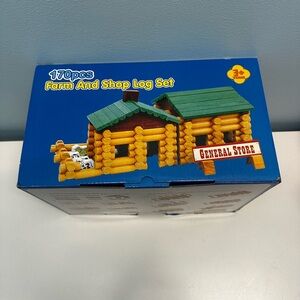 170pcs
Farm And Shop Log Set
3+
GENERAL STORE